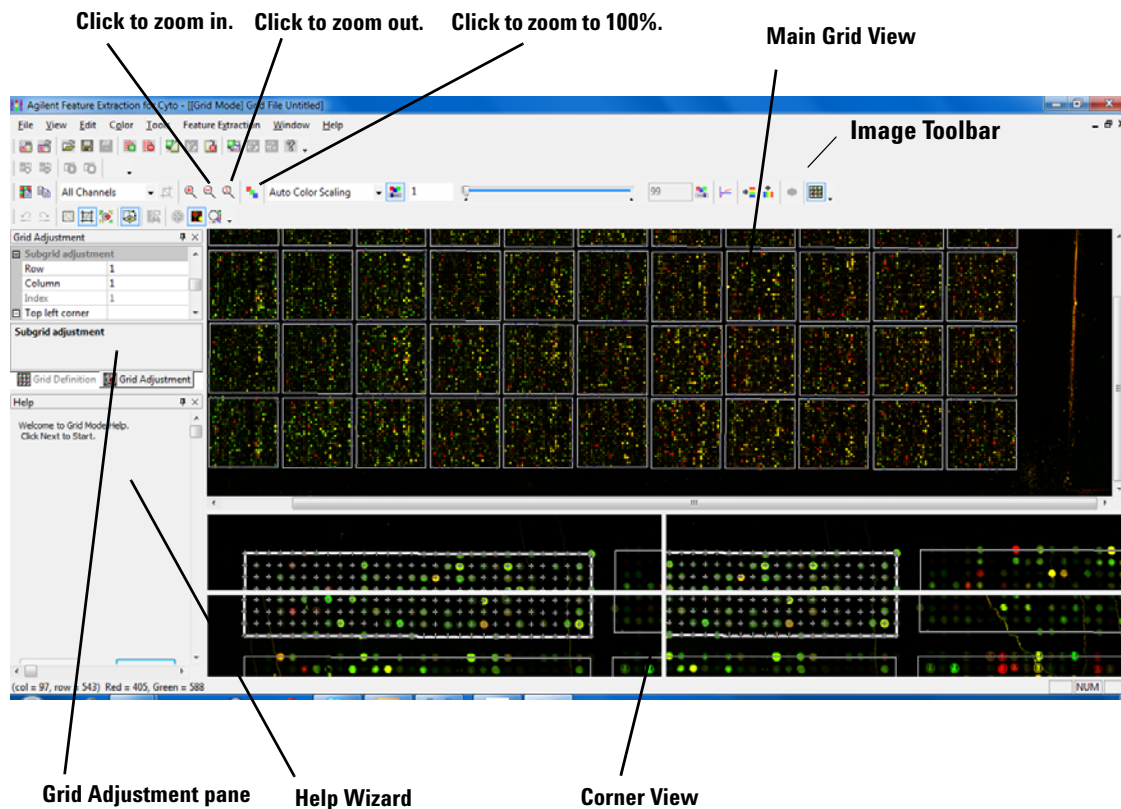 Click to zoom in. Click to zoom out. Click to zoom to 100%.
Main Grid View
Agilent Feature Extraction for Cyto - [[Grid Mode] Grid File Untitled]
File View Edit Color Tools Feature Extraction Window Help
Image Toolbar
All Channels Auto Color Scaling 1 99
Grid Adjustment
Subgrid adjustment
Row 1
Column 1
Index 1
Top left corner
Subgrid adjustment
Grid Definition Grid Adjustment
Help
Welcome to Grid Mode Help.
Click Next to Start.
(col = 97, row = 543) Red = 405, Green = 588 NUM
Grid Adjustment pane Help Wizard Corner View